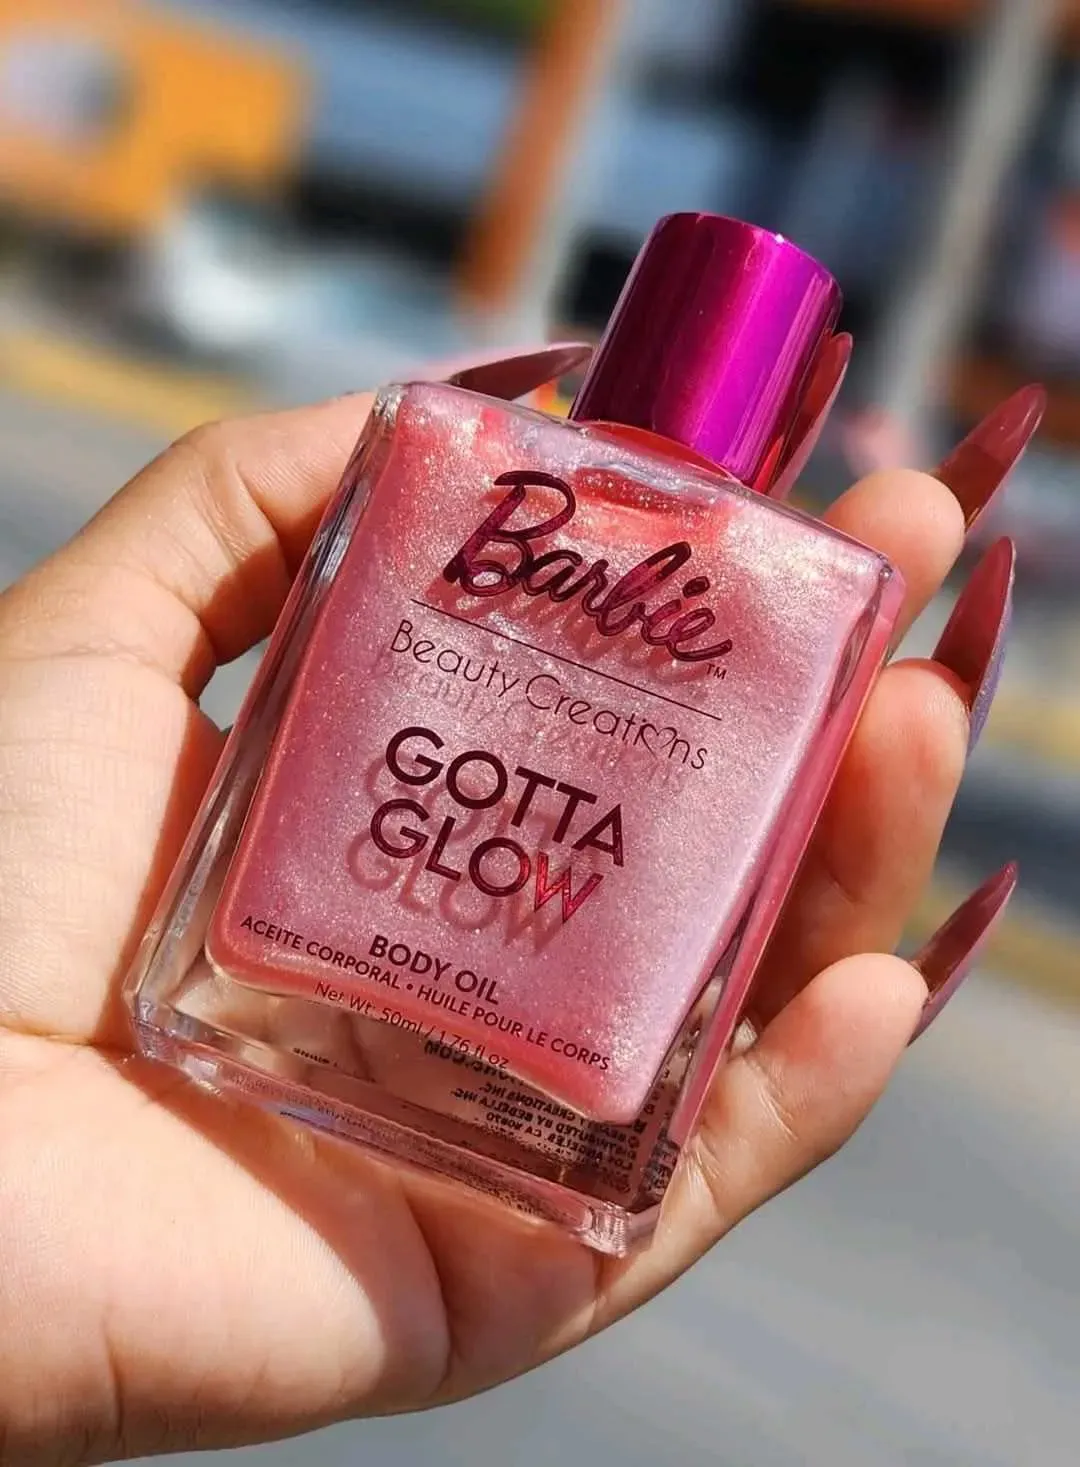 Barbie™
Beauty Creations
GOTTA
GLOW
BODY OIL
ACEITE CORPORAL • HUILE POUR LE CORPS
Net Wt. 50ml / 1.76 fl oz